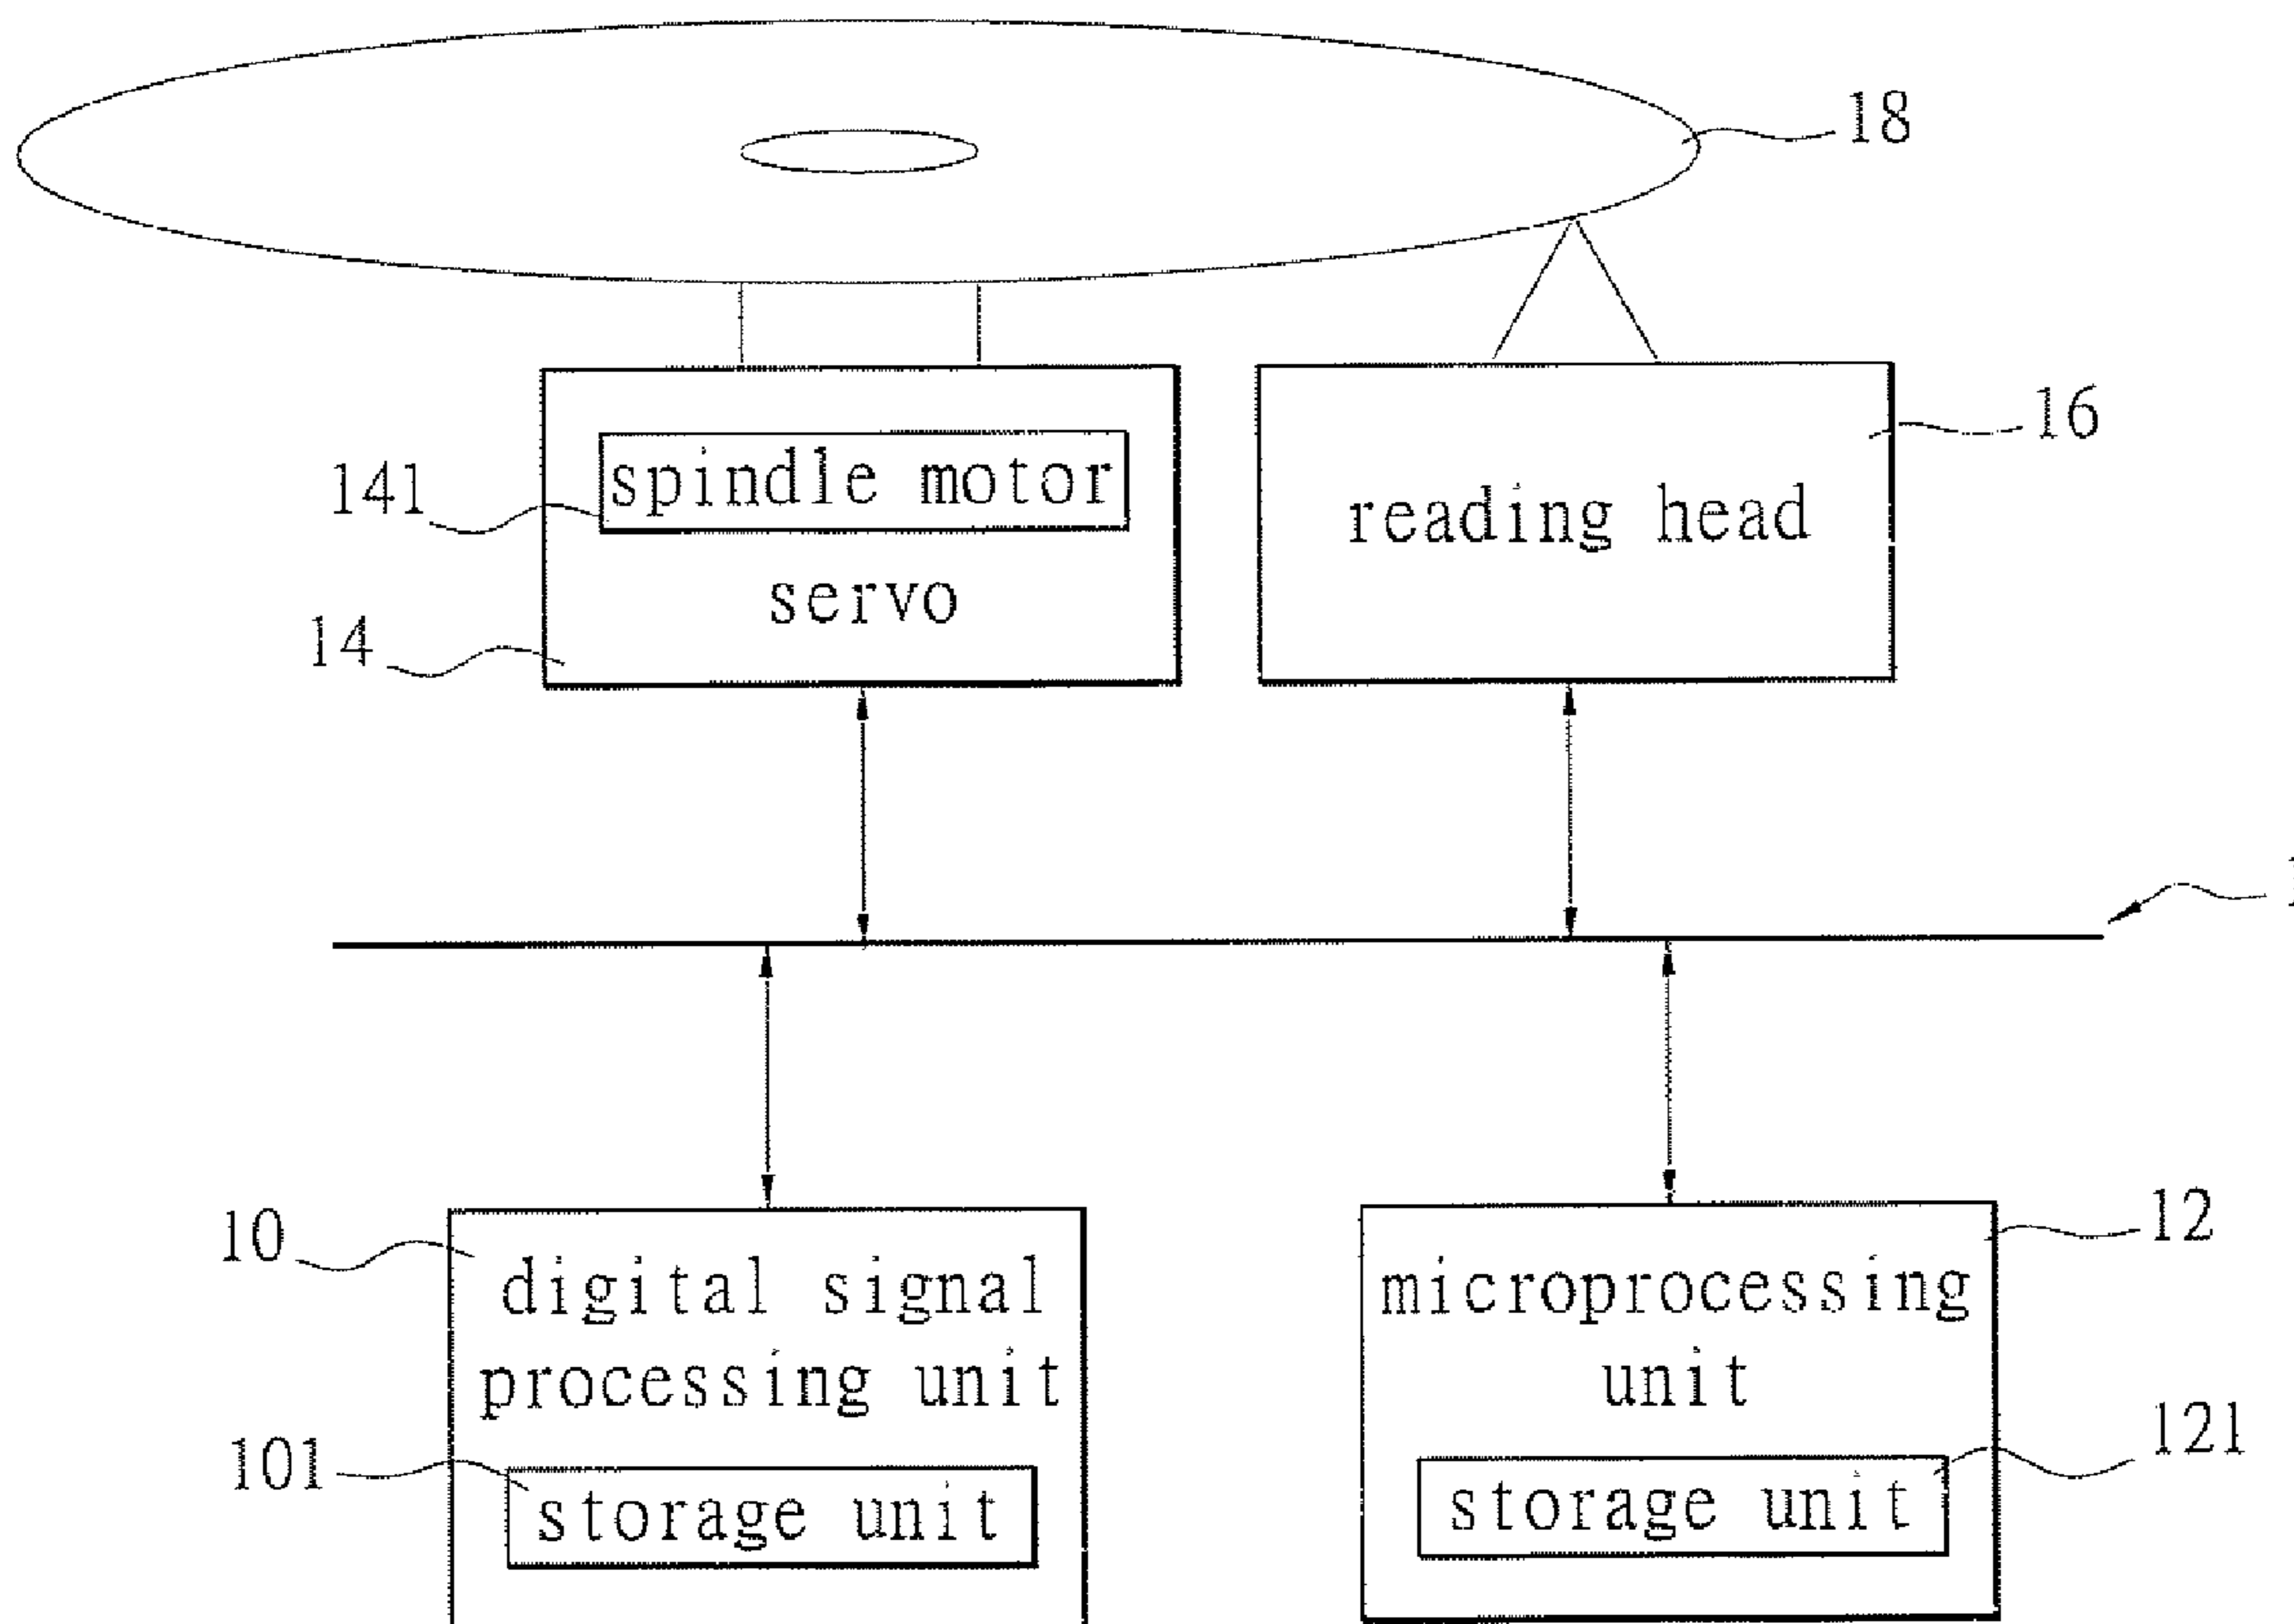 18
16
141
spindle motor
reading head
servo
14
1
10
12
digital signal
processing unit
microprocessing
unit
101
121
storage unit
storage unit